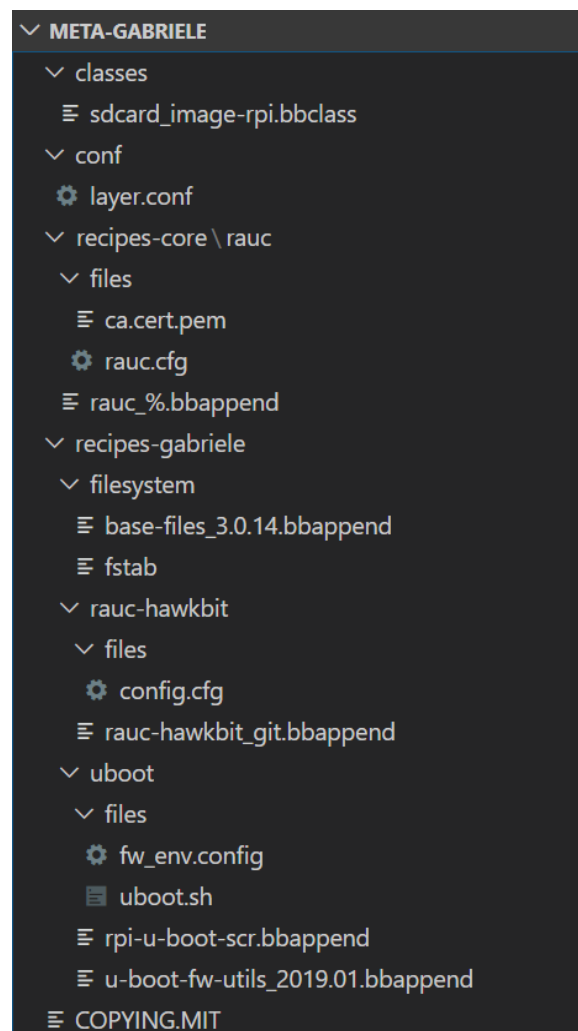 META-GABRIELE
classes
sdcard_image-rpi.bbclass
conf
layer.conf
recipes-core \ rauc
files
ca.cert.pem
rauc.cfg
rauc_%.bbappend
recipes-gabriele
filesystem
base-files_3.0.14.bbappend
fstab
rauc-hawkbit
files
config.cfg
rauc-hawkbit_git.bbappend
uboot
files
fw_env.config
uboot.sh
rpi-u-boot-scr.bbappend
u-boot-fw-utils_2019.01.bbappend
COPYING.MIT